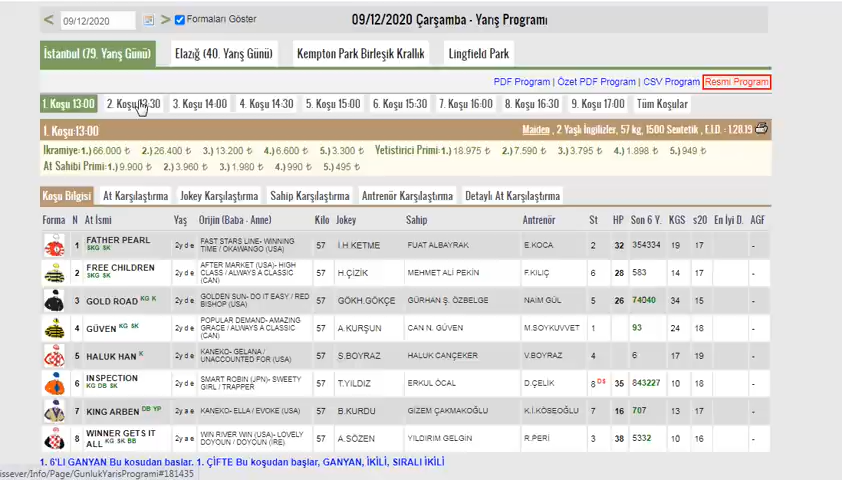 < 09/12/2020 > Formaları Göster 09/12/2020 Çarşamba - Yarış Programı
İstanbul (79. Yarış Günü) Elazığ (40. Yarış Günü) Kempton Park Birleşik Krallık Lingfield Park
PDF Program | Özet PDF Program | CSV Program Resmi Program
1. Koşu 13:00 2. Koşu 13:30 3. Koşu 14:00 4. Koşu 14:30 5. Koşu 15:00 6. Koşu 15:30 7. Koşu 16:00 8. Koşu 16:30 9. Koşu 17:00 Tüm Koşular
1. Koşu:13:00 Maiden , 2 Yaşlı İngilizler, 57 kg, 1500 Sentetik , E.İ.D. : 1.28.19
İkramiye:1.) 66.000 ₺ 2.) 26.400 ₺ 3.) 13.200 ₺ 4.) 6.600 ₺ 5.) 3.300 ₺ Yetistirici Primi:1.) 18.975 ₺ 2.) 7.590 ₺ 3.) 3.795 ₺ 4.) 1.898 ₺ 5.) 949 ₺
At Sahibi Primi:1.) 9.900 ₺ 2.) 3.960 ₺ 3.) 1.980 ₺ 4.) 990 ₺ 5.) 495 ₺
Koşu Bilgisi At Karşılaştırma Jokey Karşılaştırma Sahip Karşılaştırma Antrenör Karşılaştırma Detaylı At Karşılaştırma
Forma N At İsmi Yaş Orijin (Baba - Anne) Kilo Jokey Sahip Antrenör St HP Son 6 Y. KGS s20 En İyi D. AGF
1 FATHER PEARL SKG SK 2y d e FAST STARS LINE- WINNING TIME / OKAWANGO (USA) 57 İ.H.KETME FUAT ALBAYRAK E.KOCA 2 32 354334 19 17 -
2 FREE CHILDREN SKG SK 2y d e AFTER MARKET (USA)- HIGH CLASS / ALWAYS A CLASSIC (CAN) 57 H.ÇİZİK MEHMET ALİ PEKİN F.KILIÇ 6 28 583 14 17 -
3 GOLD ROAD KG K 2y d e GOLDEN SUN- DO IT EASY / RED BISHOP (USA) 57 GÖKH.GÖKÇE GÜRHAN Ş. ÖZBELGE NAİM GÜL 5 26 74040 34 15 -
4 GÜVEN KG SK 2y d e POPULAR DEMAND- AMAZING GRACE / ALWAYS A CLASSIC (CAN) 57 A.KURŞUN CAN N. GÜVEN M.SOYKUVVET 1 93 24 18 -
5 HALUK HAN K 2y d e KANEKO- GELANA / UNACCOUNTED FOR (USA) 57 S.BOYRAZ HALUK CANÇEKER V.BOYRAZ 4 6 17 19 -
6 INSPECTION KG DB SK 2y d e SMART ROBIN (JPN)- SWEETY GIRL / TRAPPER 57 T.YILDIZ ERKUL ÖCAL D.ÇELİK 8 DS 35 843227 10 18 -
7 KING ARBEN DB YP 2y a e KANEKO- ELLA / EVOKE (USA) 57 B.KURDU GİZEM ÇAKMAKOĞLU K.İ.KÖSEOĞLU 7 16 707 13 17 -
8 WINNER GETS IT ALL KG SK BB 2y a e WIN RIVER WIN (USA)- LOVELY DOYOUN / DOYOUN (IRE) 57 A.SÖZEN YILDIRIM GELGİN R.PERİ 3 38 5332 10 16 -
1. 6'LI GANYAN Bu kosudan baslar. 1. ÇİFTE Bu koşudan başlar, GANYAN, İKİLİ, SIRALI İKİLİ
issever/Info/Page/GunlukYarisProgrami#181435